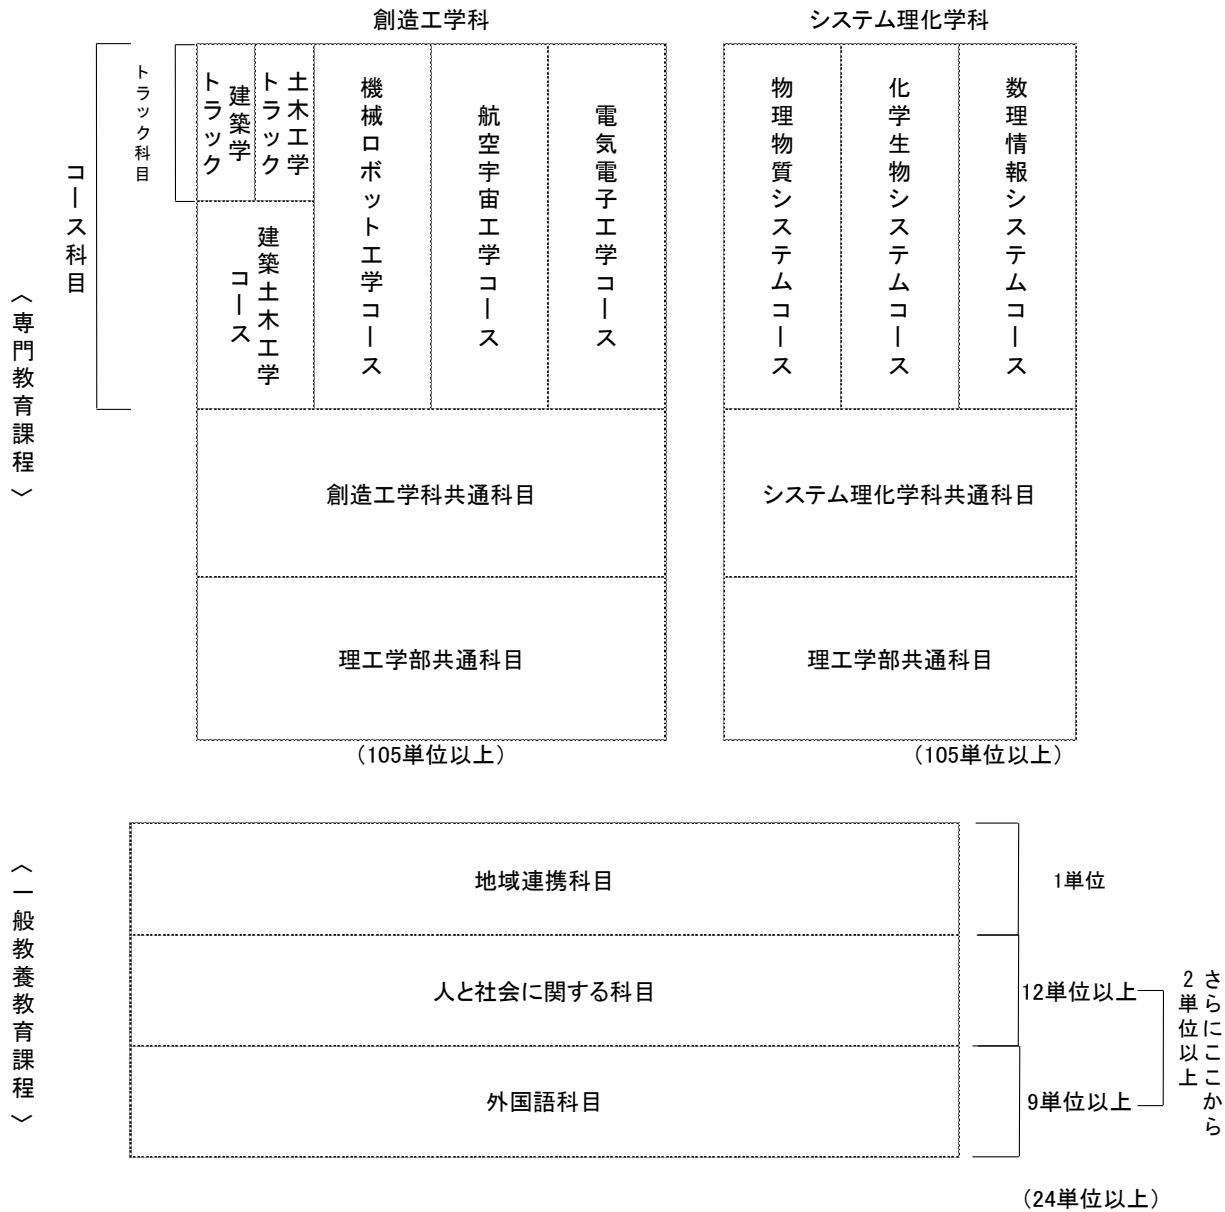 創造工学科
システム理化学科
〈専門教育課程〉
コース科目
トラック科目
建築学
トラック
土木工学
トラック
建築土木工学
コース
機械ロボット工学コース
航空宇宙工学コース
電気電子工学コース
物理物質システムコース
化学生物システムコース
数理情報システムコース
創造工学科共通科目
システム理化学科共通科目
理工学部共通科目
理工学部共通科目
（105単位以上）
（105単位以上）
〈一般教養教育課程〉
地域連携科目
1単位
人と社会に関する科目
12単位以上
外国語科目
9単位以上
さらにここから
2単位以上
（24単位以上）